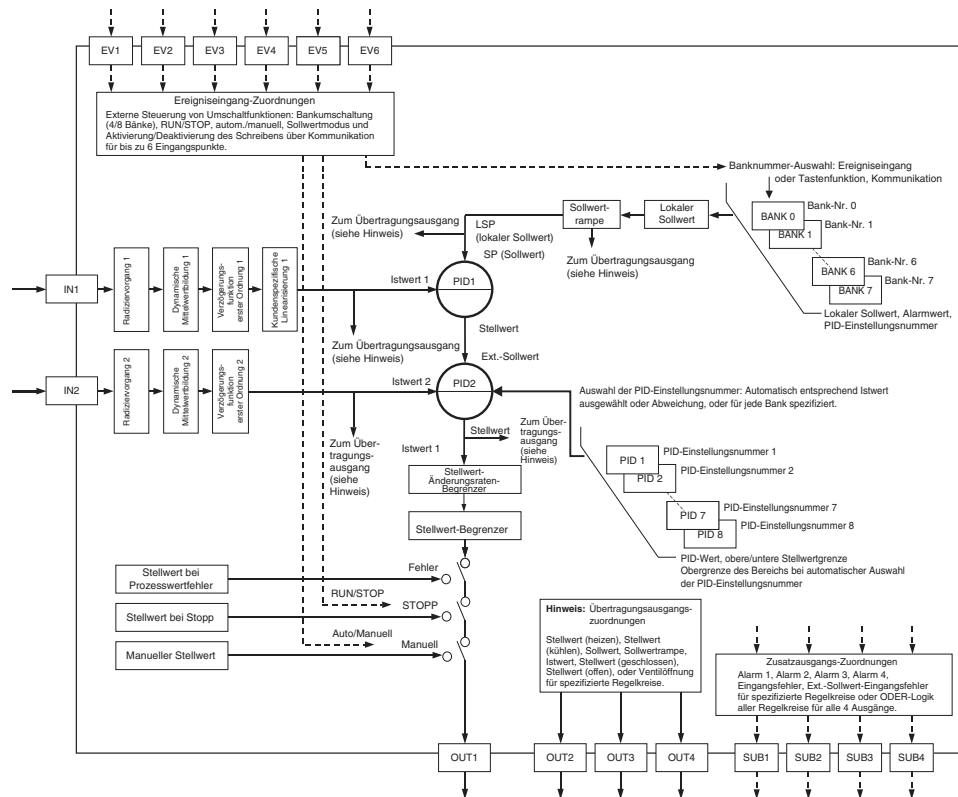 EV1 EV2 EV3 EV4 EV5 EV6
Ereigniseingang-Zuordnungen
Externe Steuerung von Umschaltfunktionen: Bankumschaltung
(4/8 Bänke), RUN/STOP, autom./manuell, Sollwertmodus und
Aktivierung/Deaktivierung des Schreibens über Kommunikation
für bis zu 6 Eingangspunkte.
Banknummer-Auswahl: Ereigniseingang
oder Tastenfunktion, Kommunikation
BANK 0
Bank-Nr. 0
BANK 1
Bank-Nr. 1
BANK 6
Bank-Nr. 6
BANK 7
Bank-Nr. 7
Lokaler Sollwert, Alarmwert,
PID-Einstellungsnummer
Lokaler
Sollwert
Sollwert-
rampe
Zum Übertragungsausgang
(siehe Hinweis)
LSP
(lokaler Sollwert)
SP (Sollwert)
Zum Übertragungsausgang
(siehe Hinweis)
IN1
Radiziervorgang 1
Dynamische
Mittelwertbildung 1
Verzögerungs-
funktion
erster Ordnung 1
Kundenspezifische
Linearisierung 1
Istwert 1
PID1
Zum Übertragungsausgang
(siehe Hinweis)
Stellwert
Ext.-Sollwert
IN2
Radiziervorgang 2
Dynamische
Mittelwertbildung 2
Verzögerungs-
funktion
erster Ordnung 2
Istwert 2
PID2
Zum Über-
tragungs-
ausgang
(siehe
Hinweis)
Stellwert
Zum Über-
tragungs-
ausgang
(siehe
Hinweis)
Istwert 1
Auswahl der PID-Einstellungsnummer: Automatisch entsprechend Istwert
ausgewählt oder Abweichung, oder für jede Bank spezifiziert.
PID 1
PID-Einstellungsnummer 1
PID 2
PID-Einstellungsnummer 2
PID 7
PID-Einstellungsnummer 7
PID 8
PID-Einstellungsnummer 8
PID-Wert, obere/untere Stellwertgrenze
Obergrenze des Bereichs bei automatischer Auswahl
der PID-Einstellungsnummer
Stellwert-
Änderungsraten-
Begrenzer
Stellwert-Begrenzer
Stellwert bei
Prozesswertfehler
Fehler
RUN/STOP
Stellwert bei Stopp
STOPP
Auto/Manuell
Manueller Stellwert
Manuell
Hinweis: Übertragungsausgangs-
zuordnungen
Stellwert (heizen), Stellwert
(kühlen), Sollwert, Sollwertrampe,
Istwert, Stellwert (geschlossen),
Stellwert (offen), oder Ventilöffnung
für spezifizierte Regelkreise.
Zusatzausgangs-Zuordnungen
Alarm 1, Alarm 2, Alarm 3, Alarm 4,
Eingangsfehler, Ext.-Sollwert-Eingangsfehler
für spezifizierte Regelkreise oder ODER-Logik
aller Regelkreise für alle 4 Ausgänge.
OUT1 OUT2 OUT3 OUT4 SUB1 SUB2 SUB3 SUB4